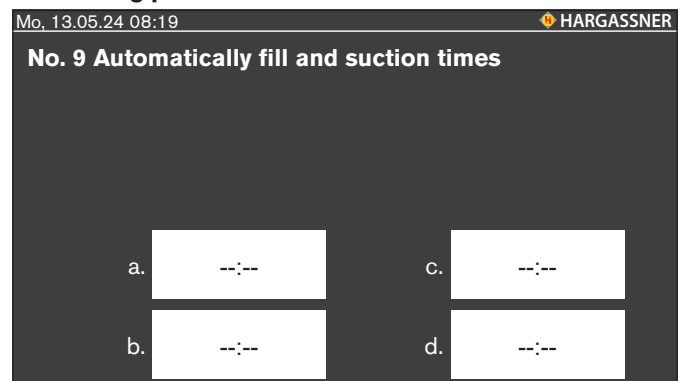 Mo, 13.05.24 08:19 HARGASSNER
No. 9 Automatically fill and suction times
a. --:-- c. --:--
b. --:-- d. --:--